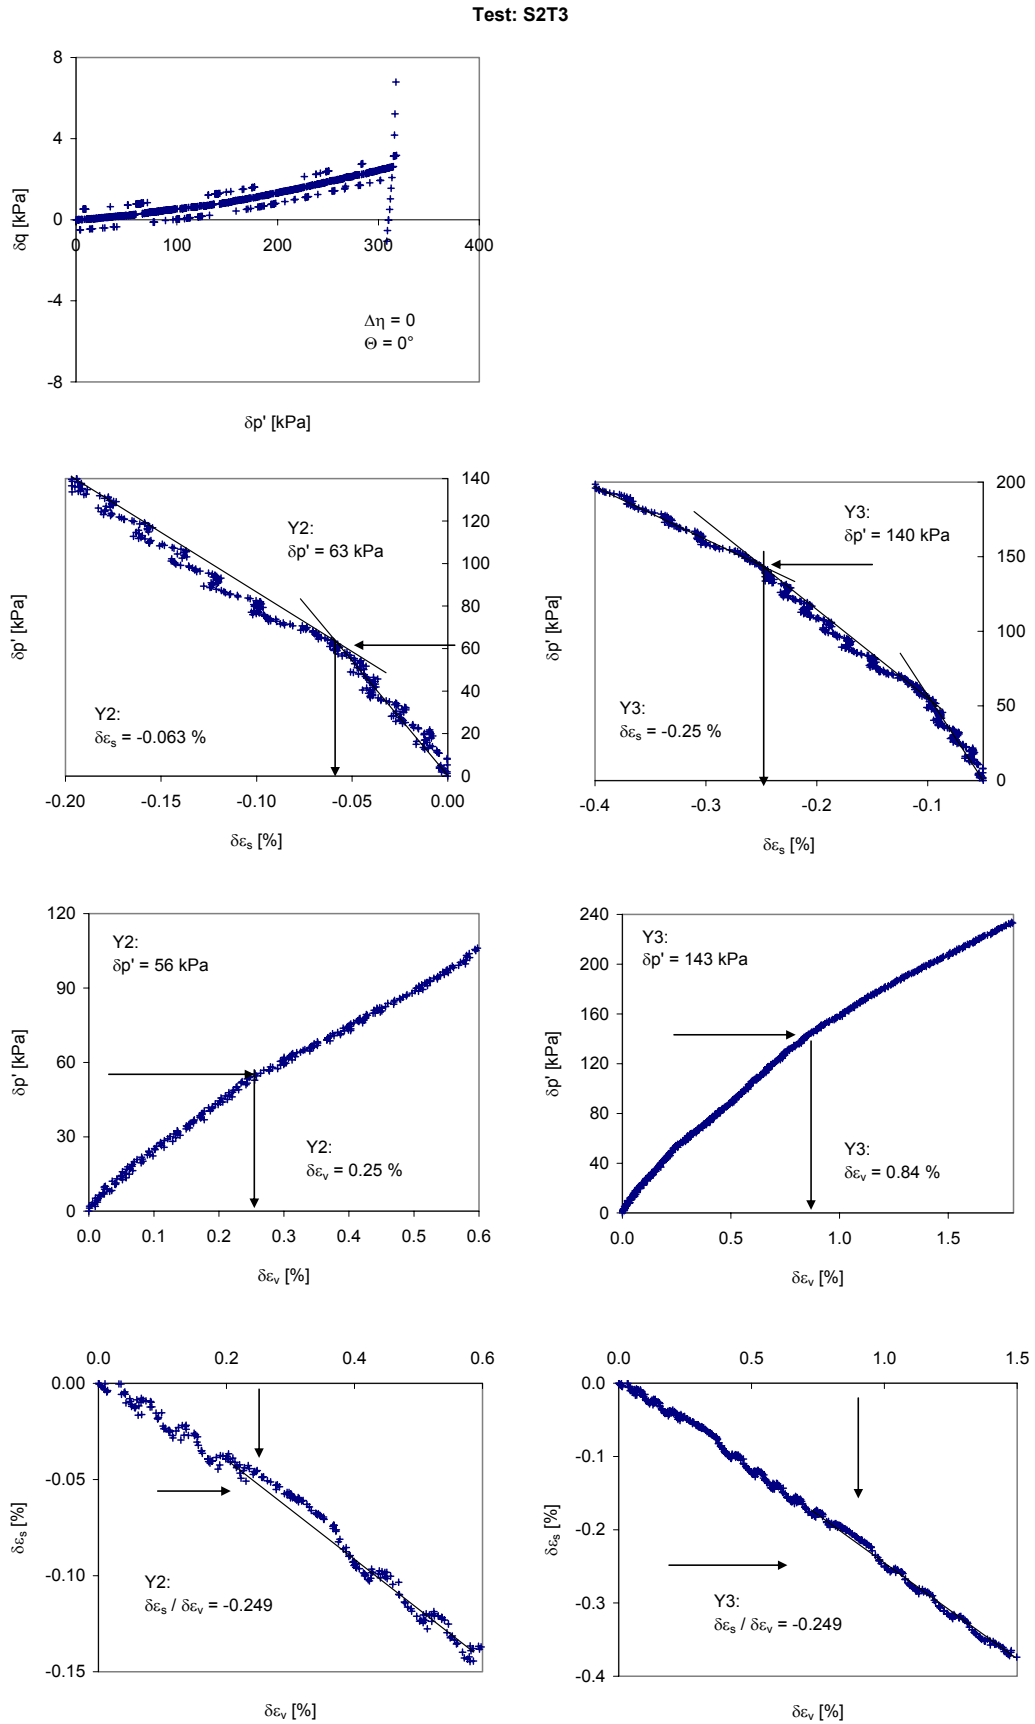 Test: S2T3
8
4
0
-4
-8
0
100
200
300
400
δq [kPa]
Δη = 0
Θ = 0°
δp' [kPa]
140
120
100
80
60
40
20
0
δp' [kPa]
Y2:
δp' = 63 kPa
Y2:
δεs = -0.063 %
-0.20
-0.15
-0.10
-0.05
0.00
δεs [%]
200
150
100
50
0
δp' [kPa]
Y3:
δp' = 140 kPa
Y3:
δεs = -0.25 %
-0.4
-0.3
-0.2
-0.1
δεs [%]
120
90
60
30
0
δp' [kPa]
Y2:
δp' = 56 kPa
Y2:
δεv = 0.25 %
0.0
0.1
0.2
0.3
0.4
0.5
0.6
δεv [%]
240
200
160
120
80
40
0
δp' [kPa]
Y3:
δp' = 143 kPa
Y3:
δεv = 0.84 %
0.0
0.5
1.0
1.5
δεv [%]
0.0
0.2
0.4
0.6
0.00
-0.05
-0.10
-0.15
δεs [%]
Y2:
δεs / δεv = -0.249
δεv [%]
0.0
0.5
1.0
1.5
0.0
-0.1
-0.2
-0.3
-0.4
δεs [%]
Y3:
δεs / δεv = -0.249
δεv [%]